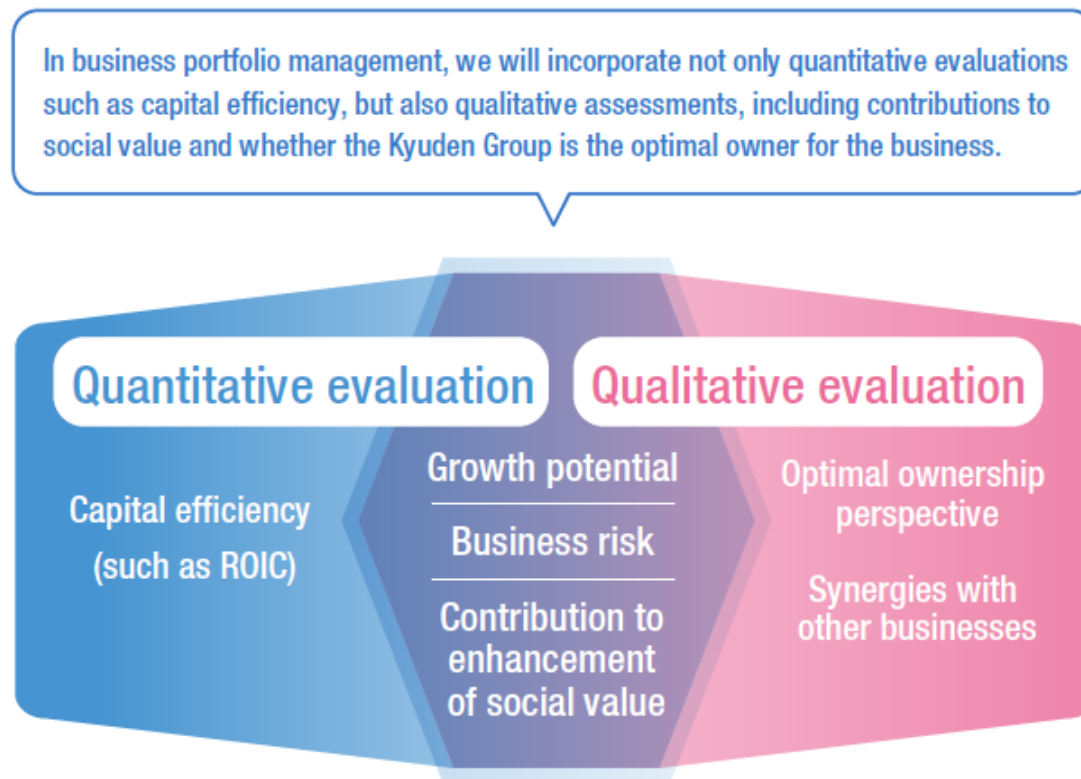 In business portfolio management, we will incorporate not only quantitative evaluations
such as capital efficiency, but also qualitative assessments, including contributions to
social value and whether the Kyuden Group is the optimal owner for the business.
Quantitative evaluation
Qualitative evaluation
Capital efficiency
(such as ROIC)
Growth potential
Business risk
Contribution to
enhancement
of social value
Optimal ownership
perspective
Synergies with
other businesses